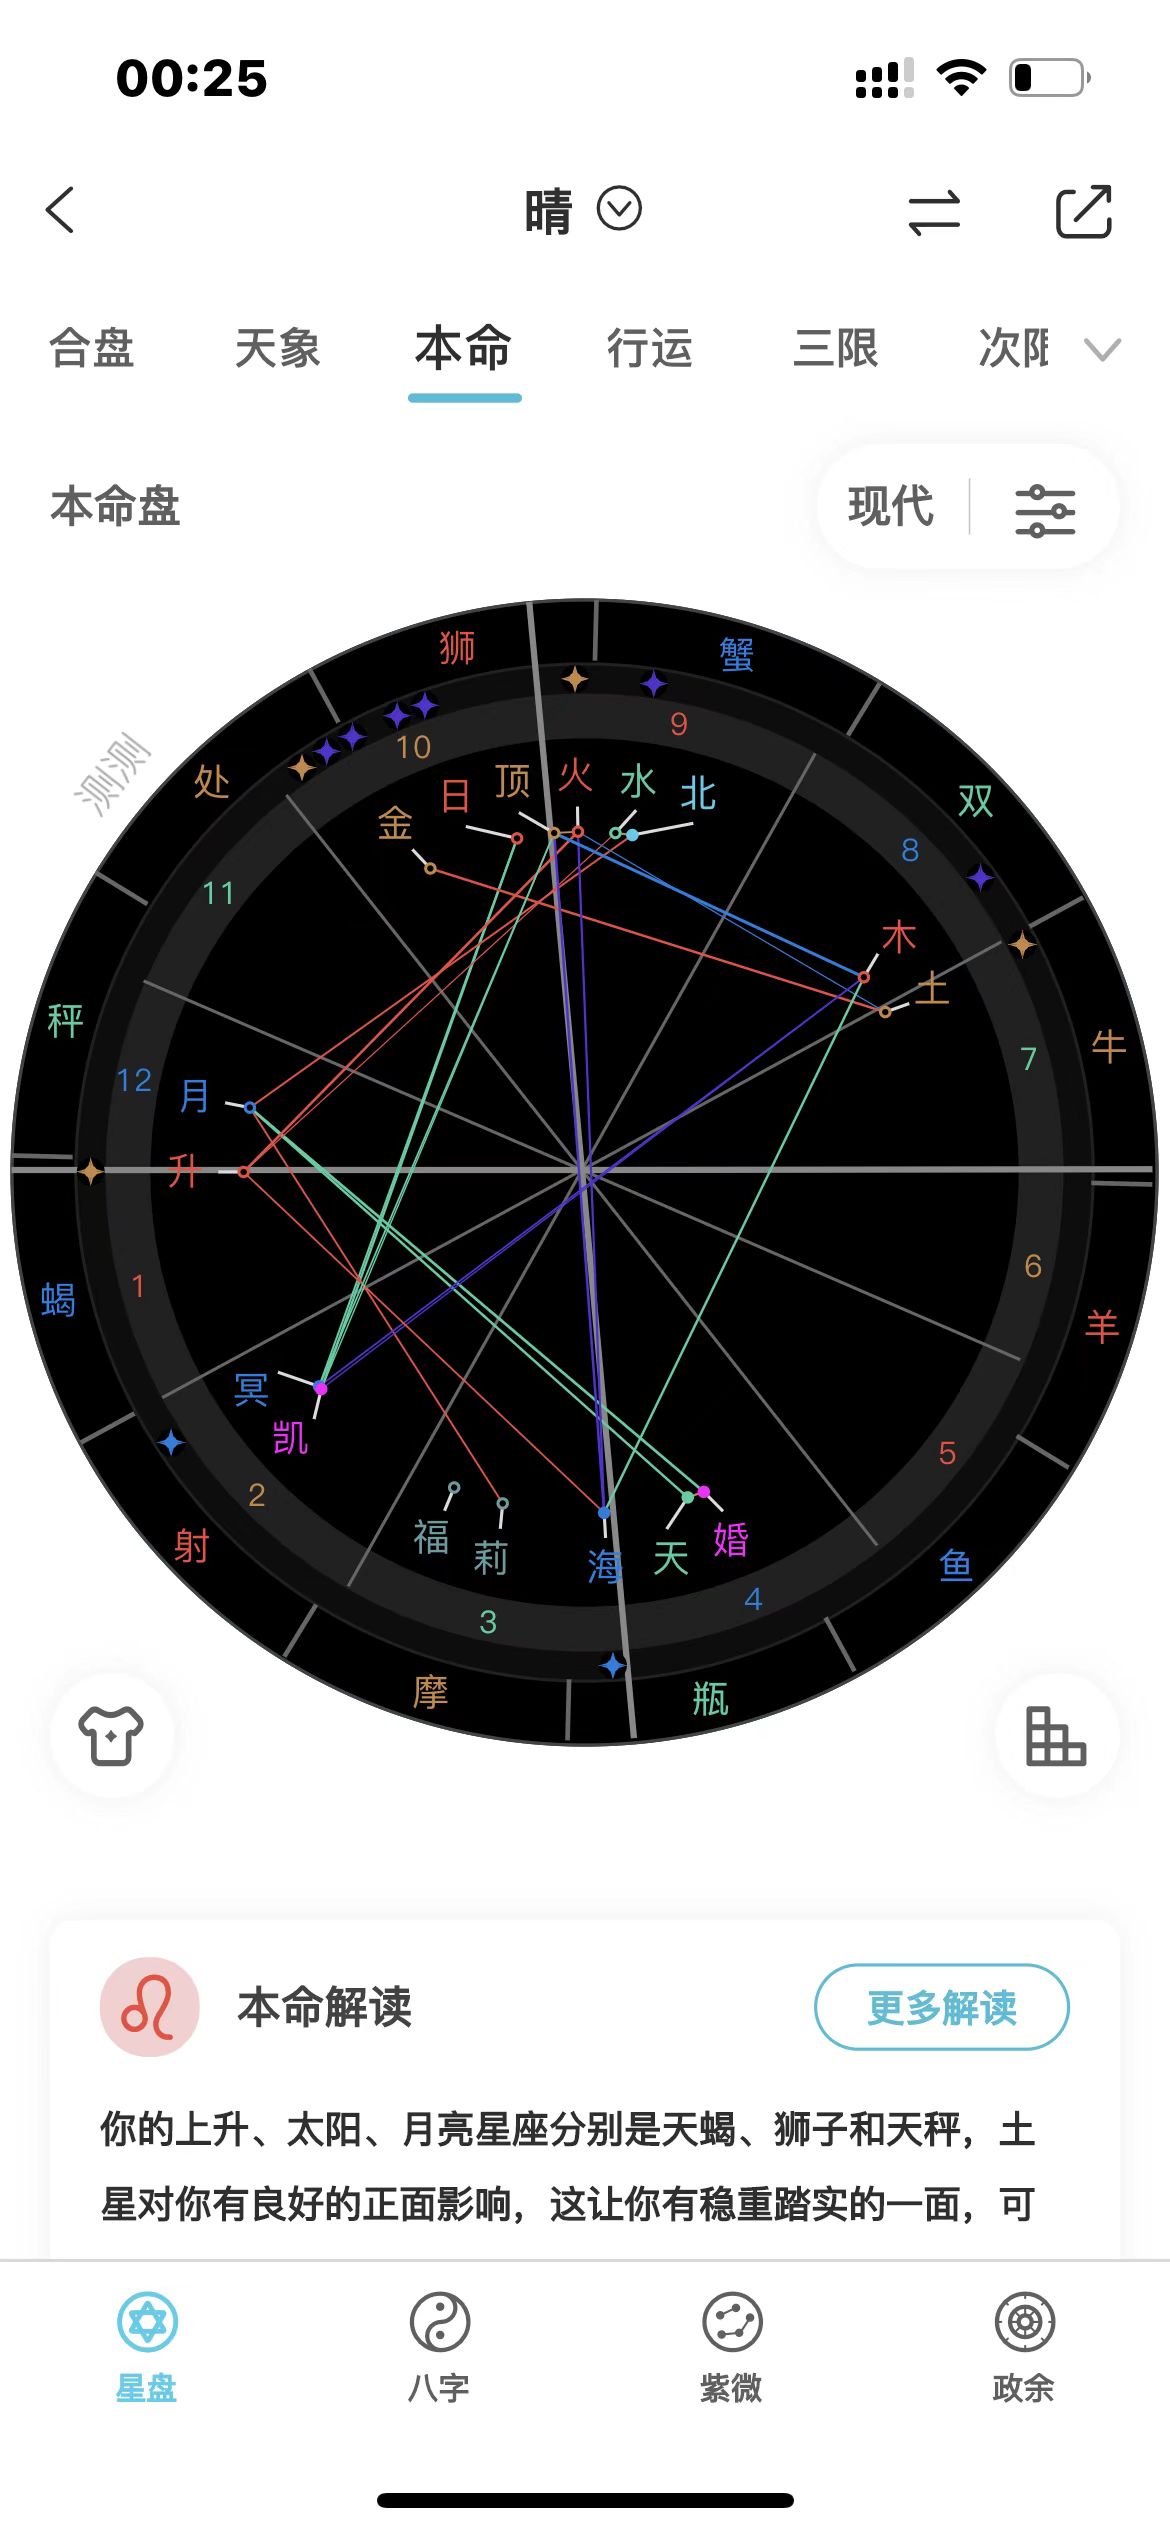 00:25
晴
合盘 天象 本命 行运 三限 次限
本命盘
现代
狮
蟹
测测
处
双
秤
牛
蝎
羊
射
鱼
摩
瓶
9
10
8
11
7
12
6
1
5
2
4
3
金
日
顶
火
水
北
木
土
月
升
冥
凯
福
莉
海
天
婚
本命解读
更多解读
你的上升、太阳、月亮星座分别是天蝎、狮子和天秤，土
星对你有良好的正面影响，这让你有稳重踏实的一面，可
星盘 八字 紫微 政余